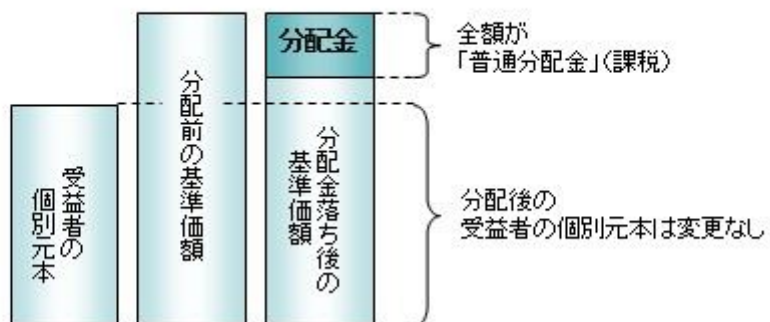 受益者の
個別元本
分配前の基準価額
分配金
分配金落ち後の
基準価額
全額が
「普通分配金」(課税)
分配後の
受益者の個別元本は変更なし